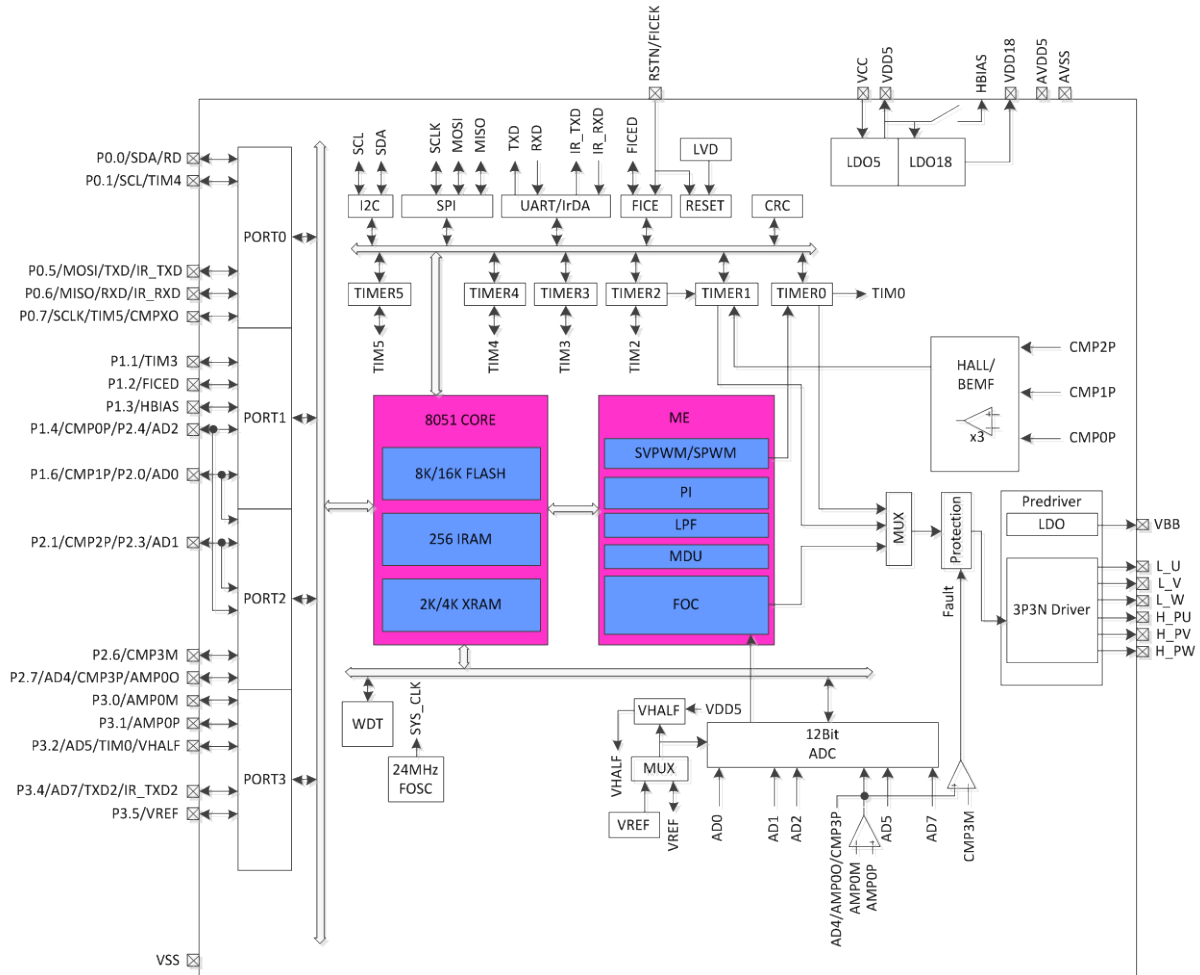 RSTN/FICEK
VCC
VDD5
HBIAS
VDD18
AVDD5
AVSS
LDO5
LDO18
P0.0/SDA/RD
P0.1/SCL/TIM4
P0.5/MOSI/TXD/IR_TXD
P0.6/MISO/RXD/IR_RXD
P0.7/SCLK/TIM5/CMPXO
P1.1/TIM3
P1.2/FICED
P1.3/HBIAS
P1.4/CMP0P/P2.4/AD2
P1.6/CMP1P/P2.0/AD0
P2.1/CMP2P/P2.3/AD1
P2.6/CMP3M
P2.7/AD4/CMP3P/AMP0O
P3.0/AMP0M
P3.1/AMP0P
P3.2/AD5/TIM0/VHALF
P3.4/AD7/TXD2/IR_TXD2
P3.5/VREF
VSS
PORT0
PORT1
PORT2
PORT3
SCL
SDA
SCLK
MOSI
MISO
TXD
RXD
IR_TXD
IR_RXD
FICED
LVD
I2C
SPI
UART/IrDA
FICE
RESET
CRC
TIMER5
TIMER4
TIMER3
TIMER2
TIMER1
TIMER0
TIM0
TIM5
TIM4
TIM3
TIM2
HALL/
BEMF
x3
CMP2P
CMP1P
CMP0P
8051 CORE
8K/16K FLASH
256 IRAM
2K/4K XRAM
ME
SVPWM/SPWM
PI
LPF
MDU
FOC
MUX
Protection
Fault
Predriver
LDO
3P3N Driver
VBB
L_U
L_V
L_W
H_PU
H_PV
H_PW
WDT
SYS_CLK
24MHz
FOSC
VHALF
VDD5
VHALF
MUX
VREF
VREF
12Bit
ADC
AD0
AD1
AD2
AD4/AMP0O/CMP3P
AMP0M
AMP0P
AD5
AD7
CMP3M